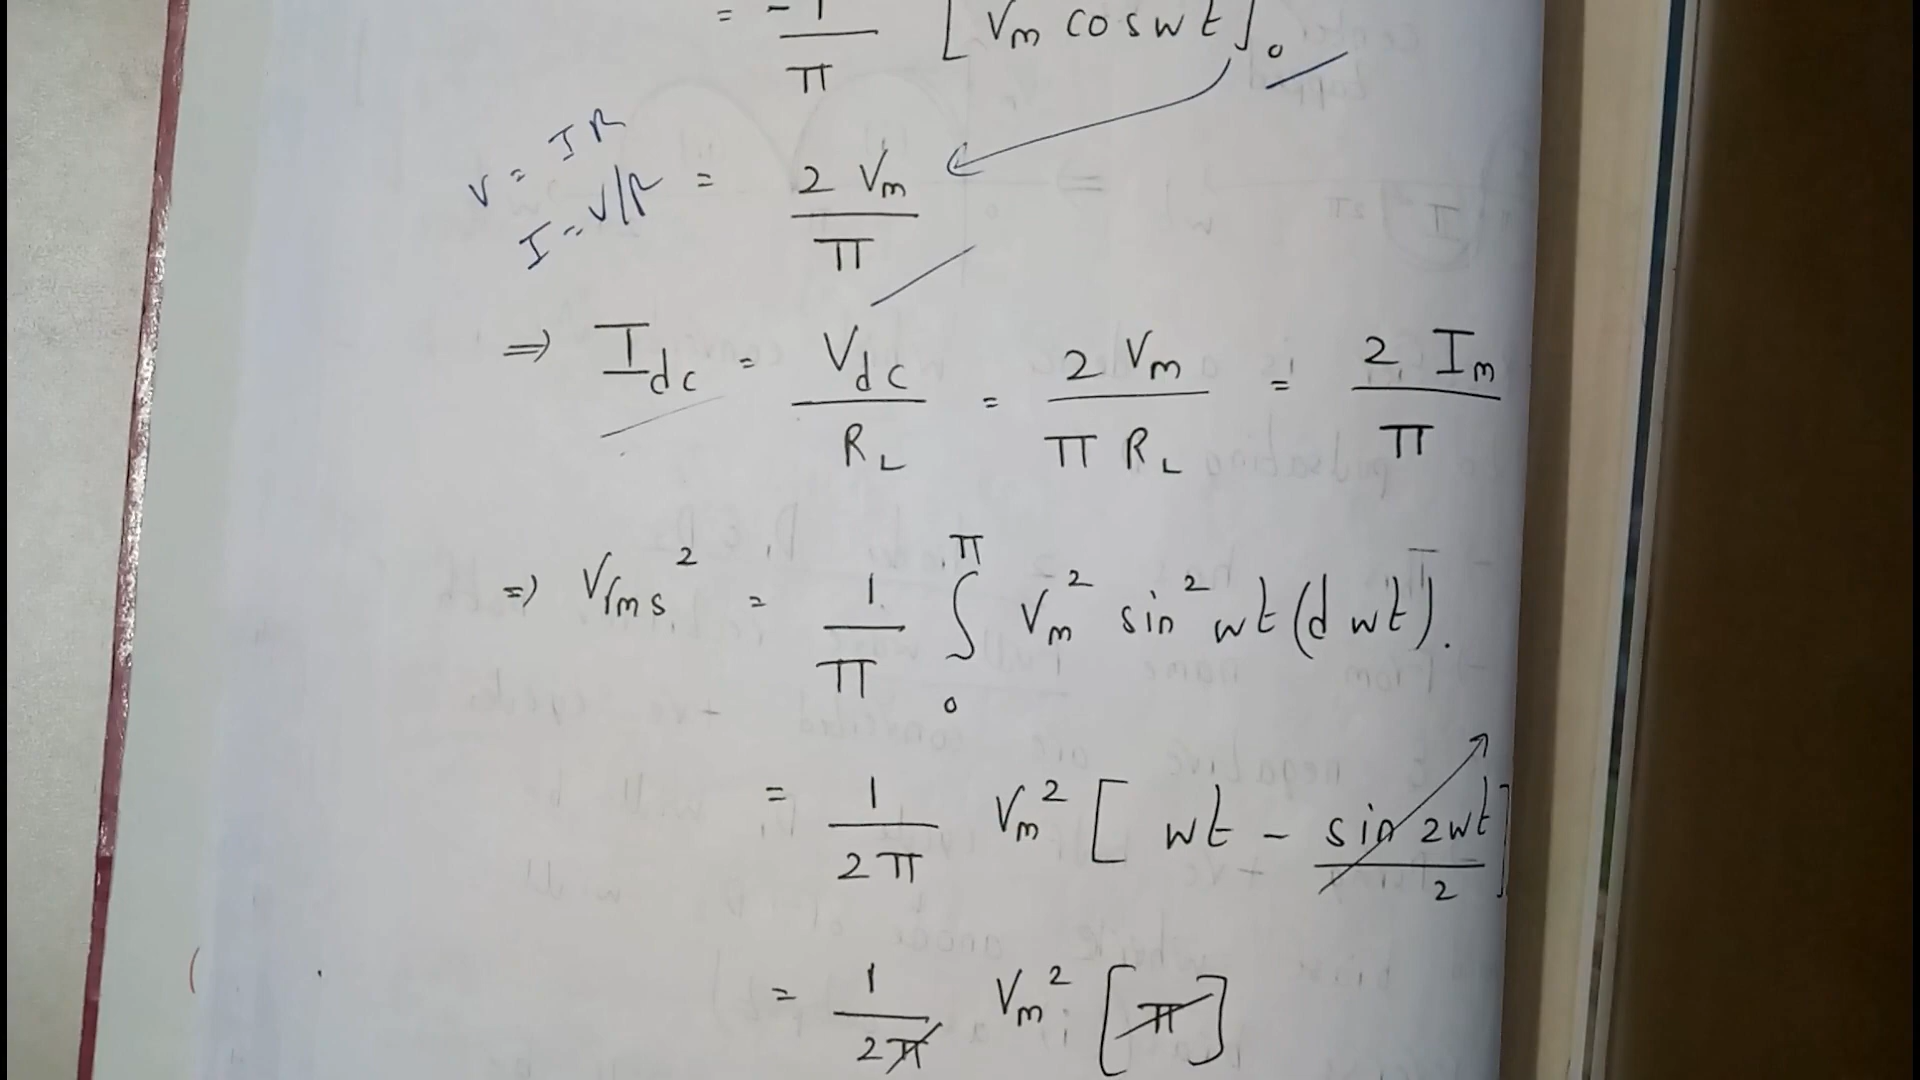 = -1/π [Vm cos wt]₀
V = IR
I = V/R
= 2 Vm / π
⇒ Idc = Vdc / RL = 2 Vm / π RL = 2 Im / π
⇒ Vrms² = 1/π ∫₀^π Vm² sin² wt (d wt).
= 1/2π Vm² [ wt - sin 2wt / 2 ]
= 1/2π Vm² [π]